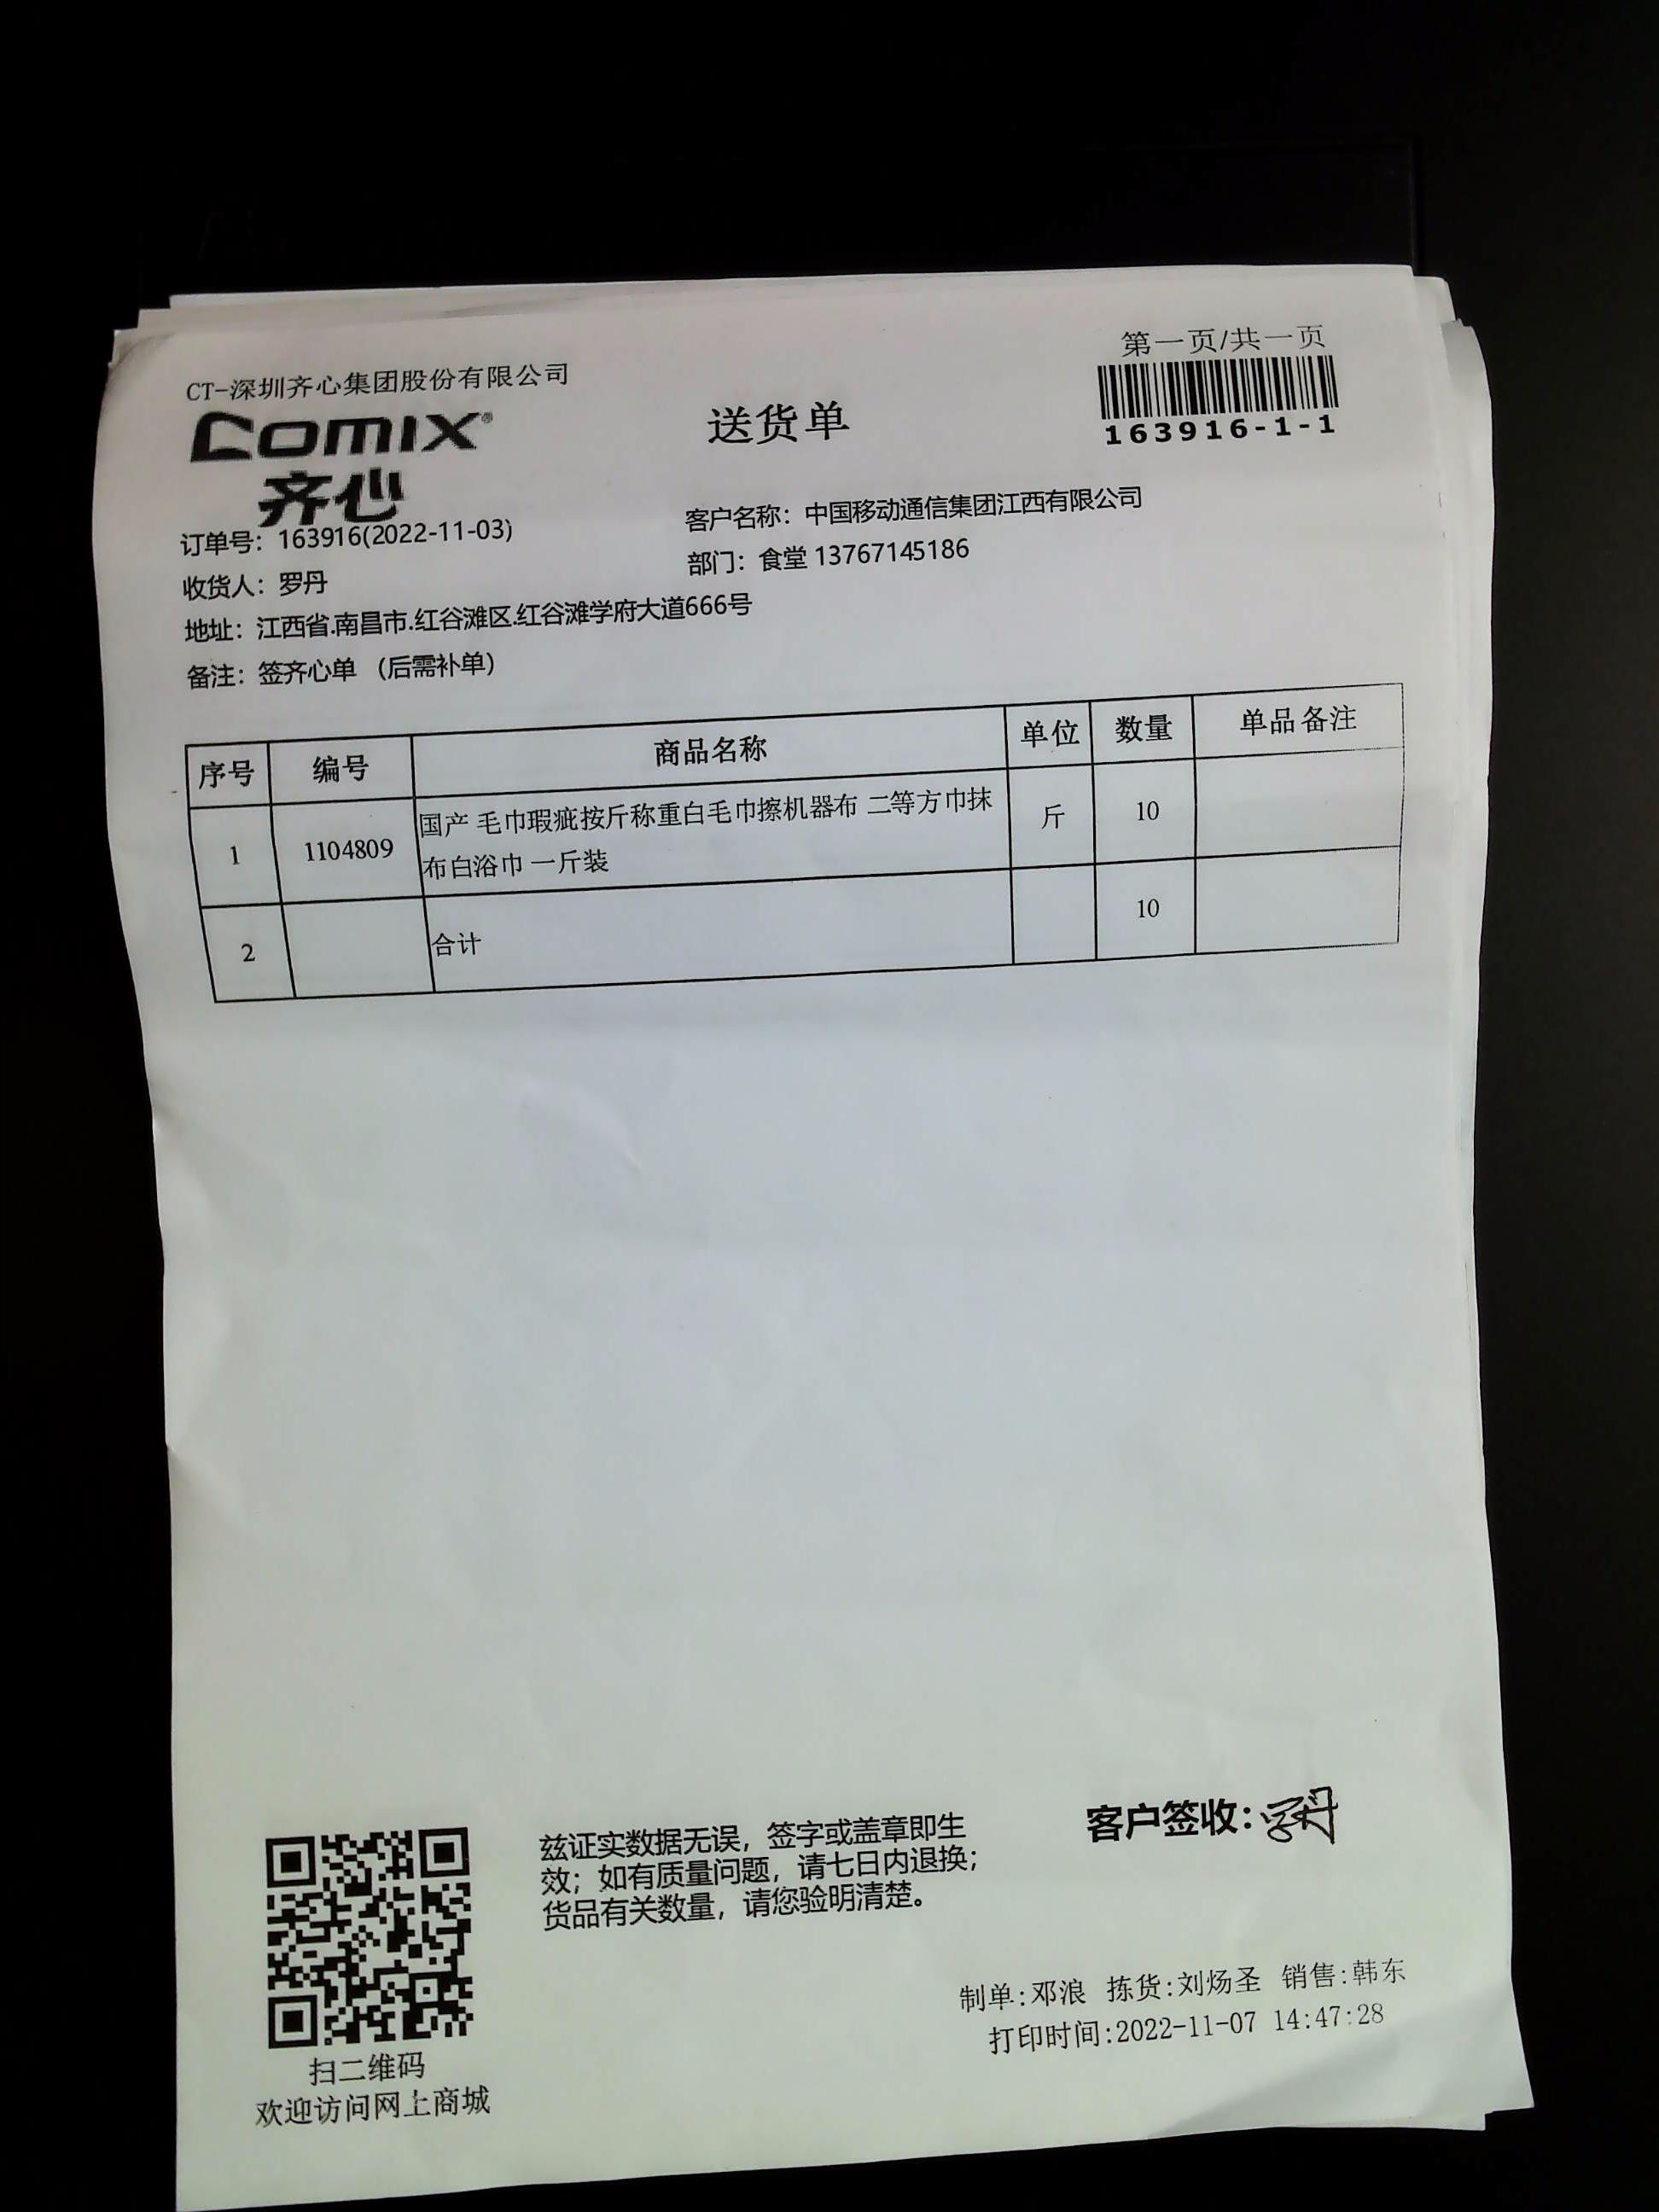 第一页/共一页
CT-深圳齐心集团股份有限公司
COMIX®
齐心
送货单
163916-1-1
订单号：163916(2022-11-03)
客户名称：中国移动通信集团江西有限公司
收货人：罗丹
部门：食堂 13767145186
地址：江西省.南昌市.红谷滩区.红谷滩学府大道666号
备注：签齐心单 （后需补单）
序号 编号 商品名称 单位 数量 单品备注
1 1104809 国产 毛巾瑕疵按斤称重白毛巾擦机器布 二等方巾抹 斤 10
布白浴巾 一斤装
2 合计 10
兹证实数据无误，签字或盖章即生
效；如有质量问题，请七日内退换；
货品有关数量，请您验明清楚。
客户签收：罗丹
制单:邓浪 拣货:刘炀圣 销售:韩东
打印时间:2022-11-07 14:47:28
扫二维码
欢迎访问网上商城